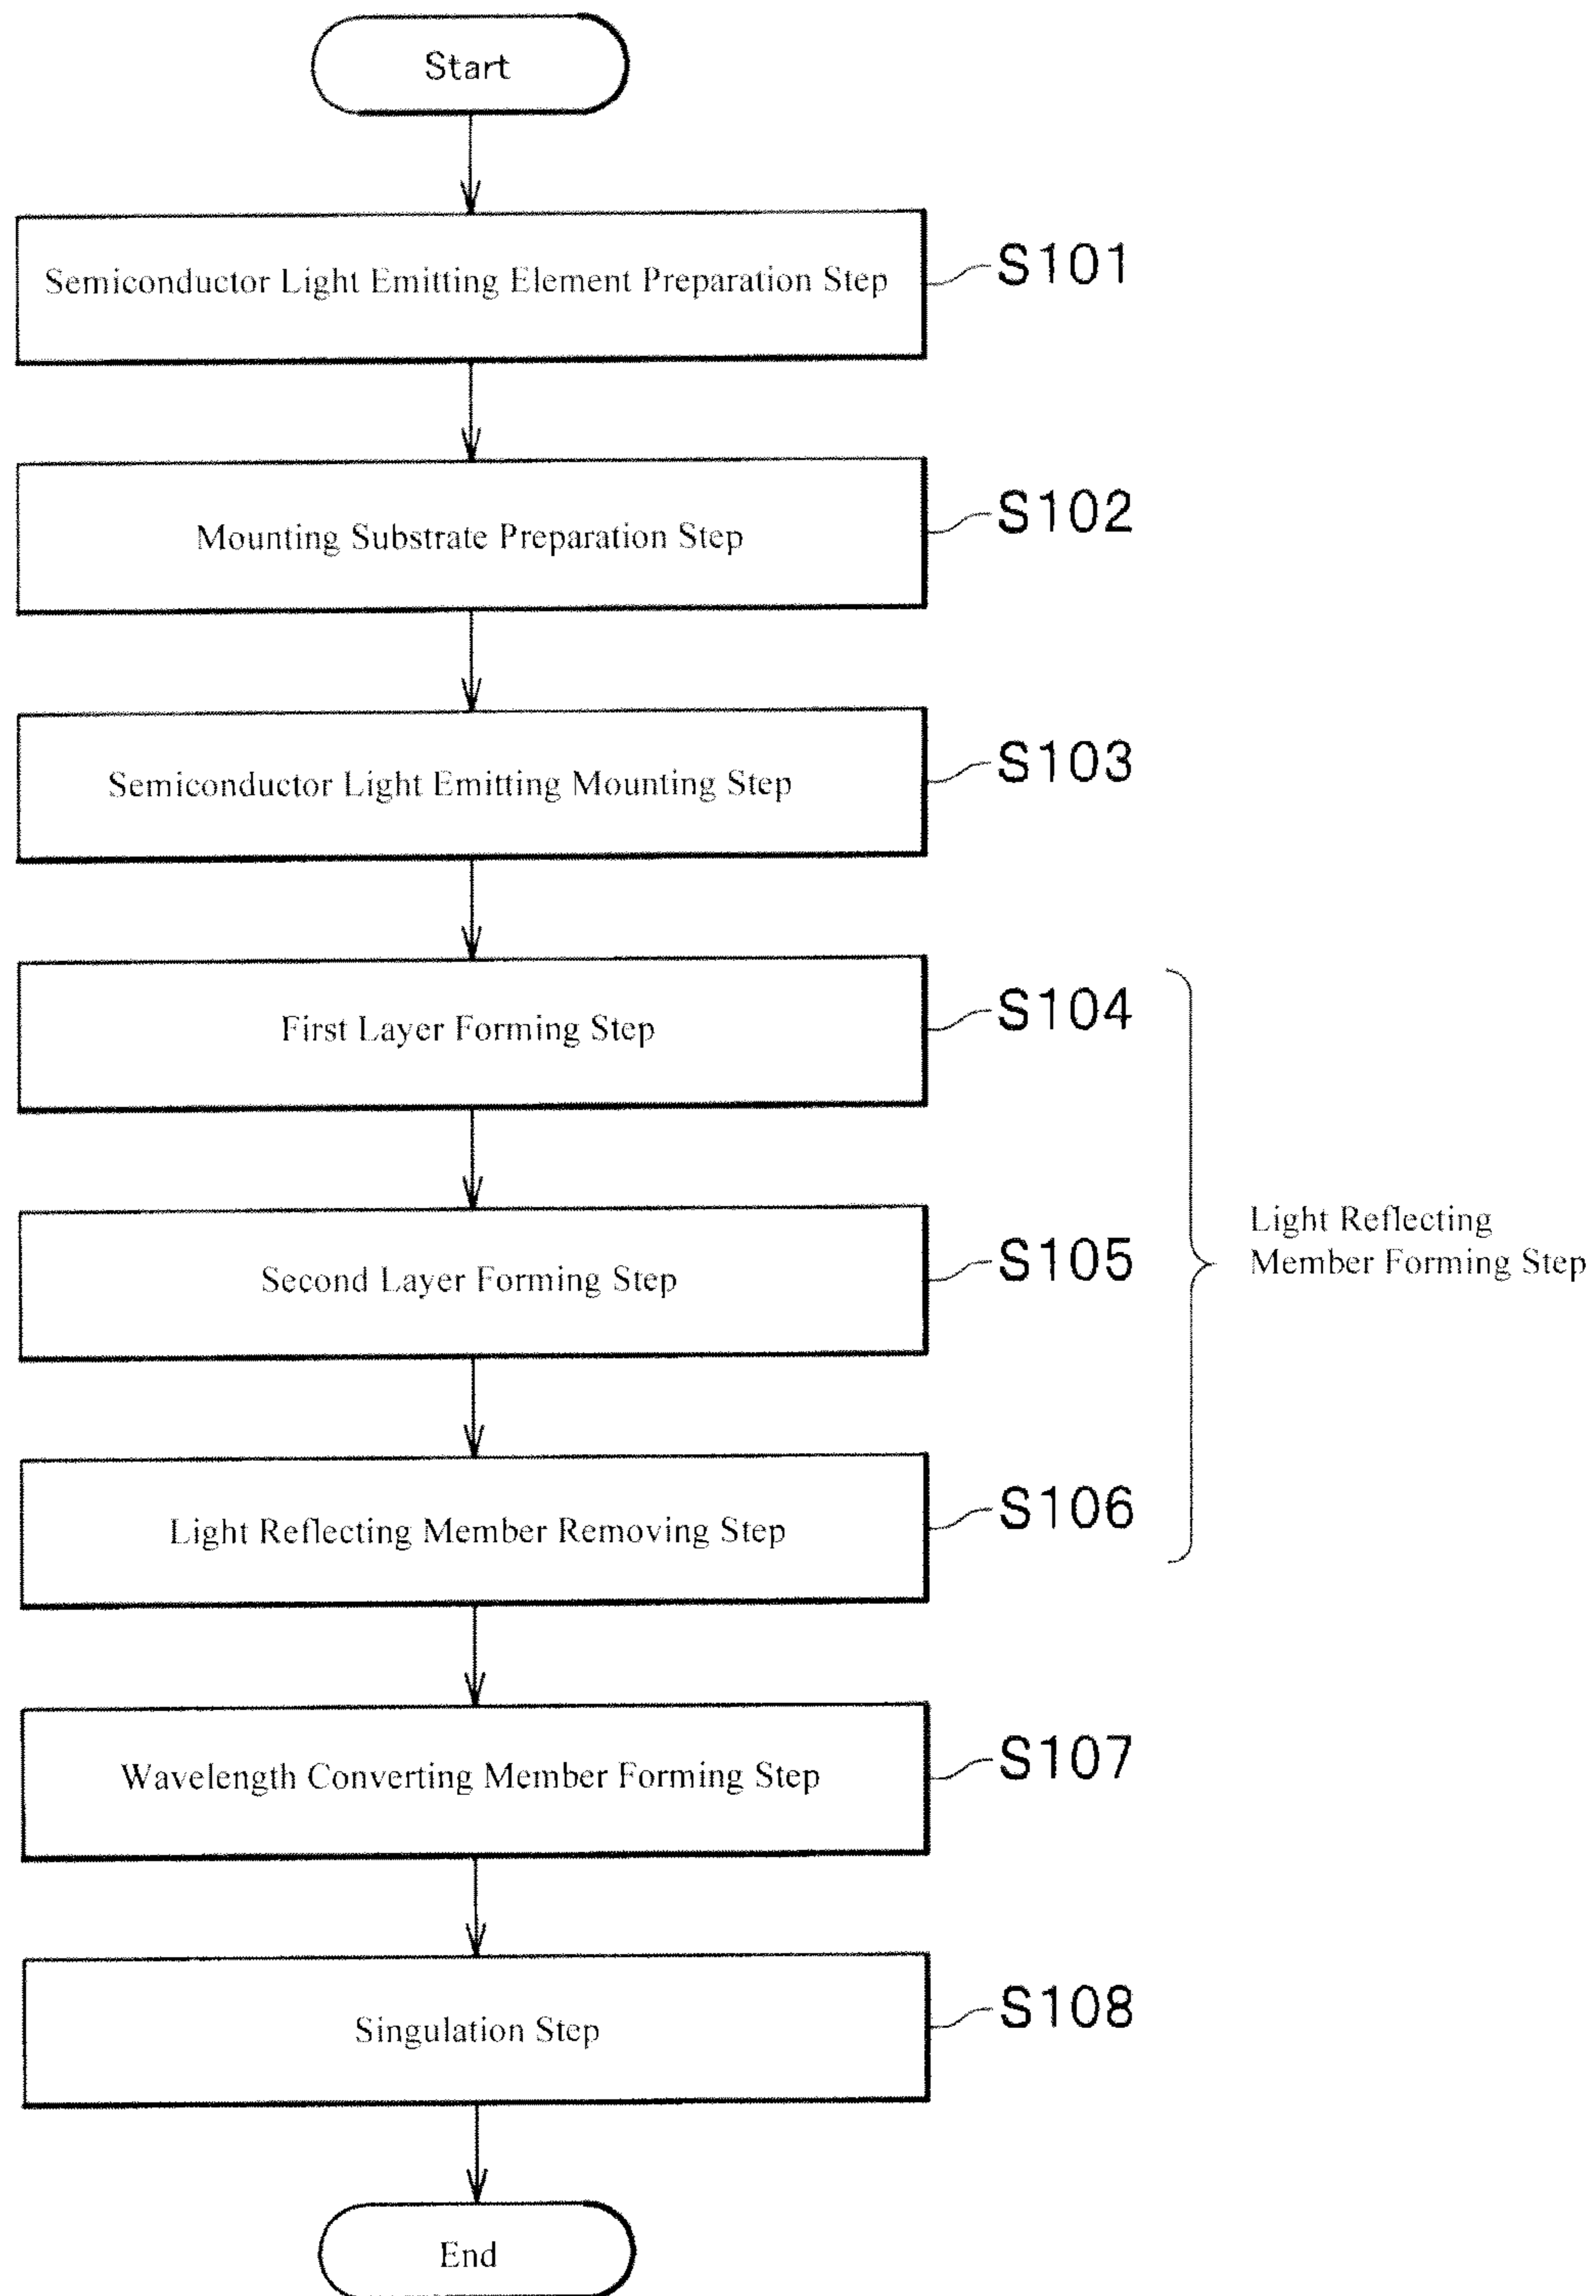 Start
Semiconductor Light Emitting Element Preparation Step
S101
Mounting Substrate Preparation Step
S102
Semiconductor Light Emitting Mounting Step
S103
First Layer Forming Step
S104
Second Layer Forming Step
S105
Light Reflecting
Member Forming Step
Light Reflecting Member Removing Step
S106
Wavelength Converting Member Forming Step
S107
Singulation Step
S108
End